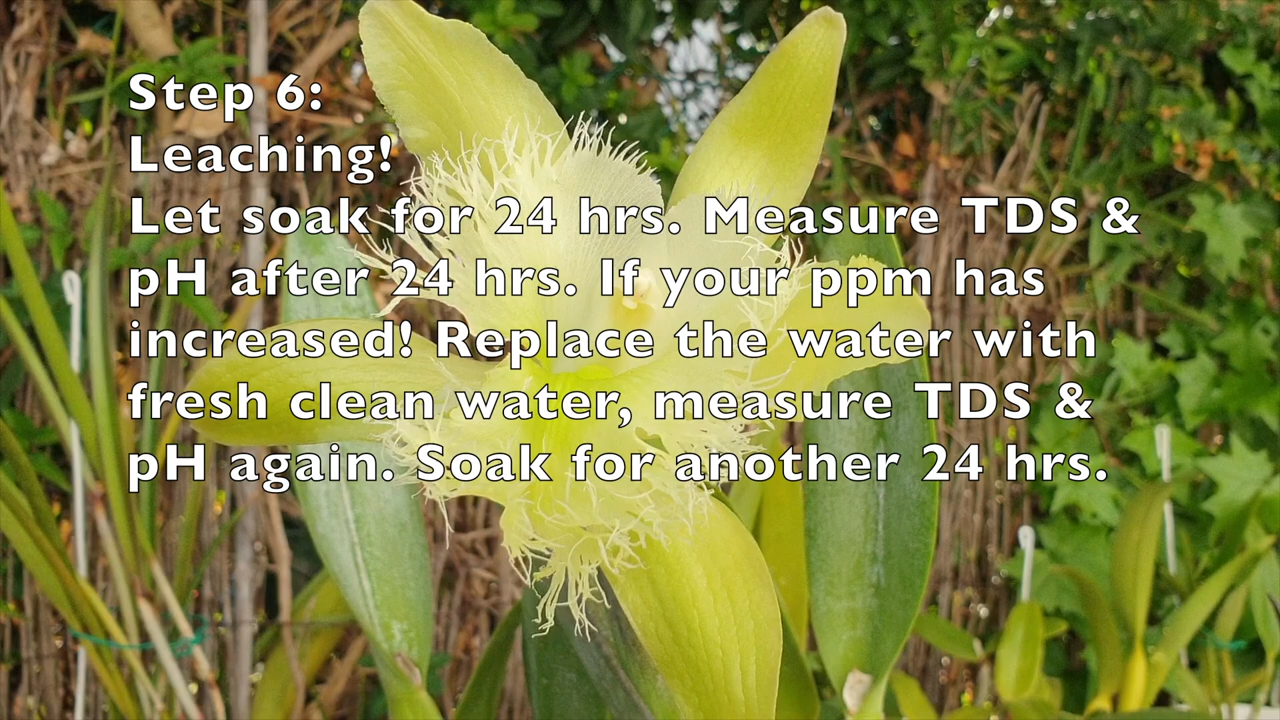 Step 6:
Leaching!
Let soak for 24 hrs. Measure TDS &
pH after 24 hrs. If your ppm has
increased! Replace the water with
fresh clean water, measure TDS &
pH again. Soak for another 24 hrs.